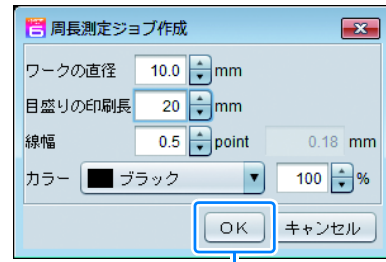 周長測定ジョブ作成
ワークの直径 10.0 mm
目盛りの印刷長 20 mm
線幅 0.5 point 0.18 mm
カラー ブラック 100 %
OK キャンセル